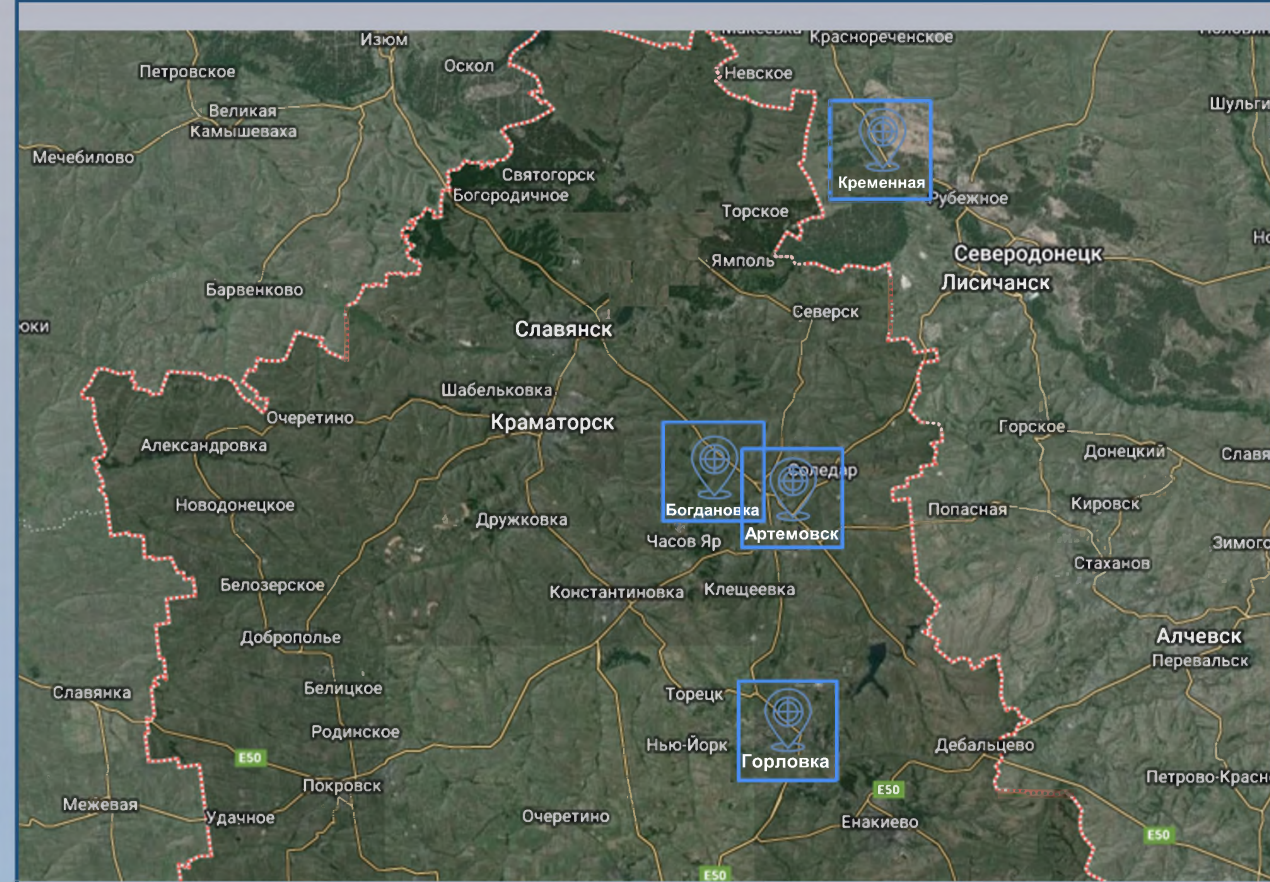 Изюм
Краснореченское
Оскол
Петровское
Невское
Великая
Камышеваха
Мечебилово
Святогорск
Богородичное
Кременная
Рубежное
Торское
Северодонецк
Ямполь
Лисичанск
Барвенково
Северск
Славянск
Шабельковка
Очеретино
Краматорск
Александровка
Горское
Донецкий
Соледар
Новодонецкое
Богдановка
Попасная
Кировск
Дружковка
Артемовск
Часов Яр
Стаханов
Белозерское
Константиновка
Клещеевка
Доброполье
Алчевск
Перевальск
Белицкое
Славянка
Торецк
Родинское
Нью-Йорк
Дебальцево
E50
Горловка
Покровск
E50
Межевая
Удачное
Очеретино
Енакиево
E50
E50